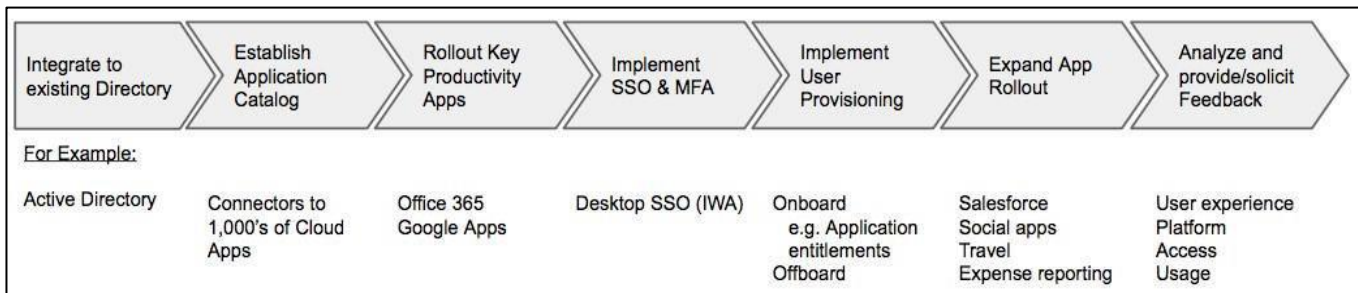 Integrate to
existing Directory
Establish
Application
Catalog
Rollout Key
Productivity
Apps
Implement
SSO & MFA
Implement
User
Provisioning
Expand App
Rollout
Analyze and
provide/solicit
Feedback
For Example:
Active Directory
Connectors to
1,000's of Cloud
Apps
Office 365
Google Apps
Desktop SSO (IWA)
Onboard
e.g. Application
entitlements
Offboard
Salesforce
Social apps
Travel
Expense reporting
User experience
Platform
Access
Usage